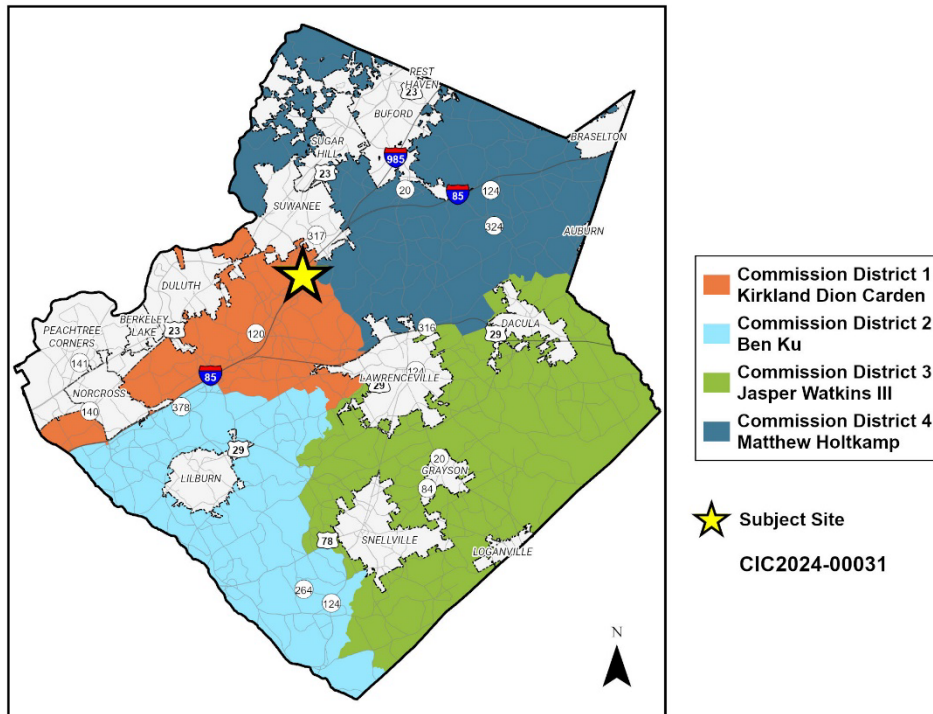 REST
HAVEN
23
BUFORD
BRASELTON
SUGAR
HILL
985
23
20
85
124
SUWANEE
324
317
AUBURN
DULUTH
BERKELEY
LAKE
PEACHTREE
CORNERS
23
120
316
DACULA
29
141
124
LAWRENCEVILLE
29
85
NORCROSS
140
378
29
LILBURN
20
GRAYSON
84
78
SNELLVILLE
LOGANVILLE
264
124
N
Commission District 1
Kirkland Dion Carden
Commission District 2
Ben Ku
Commission District 3
Jasper Watkins III
Commission District 4
Matthew Holtkamp
Subject Site
CIC2024-00031